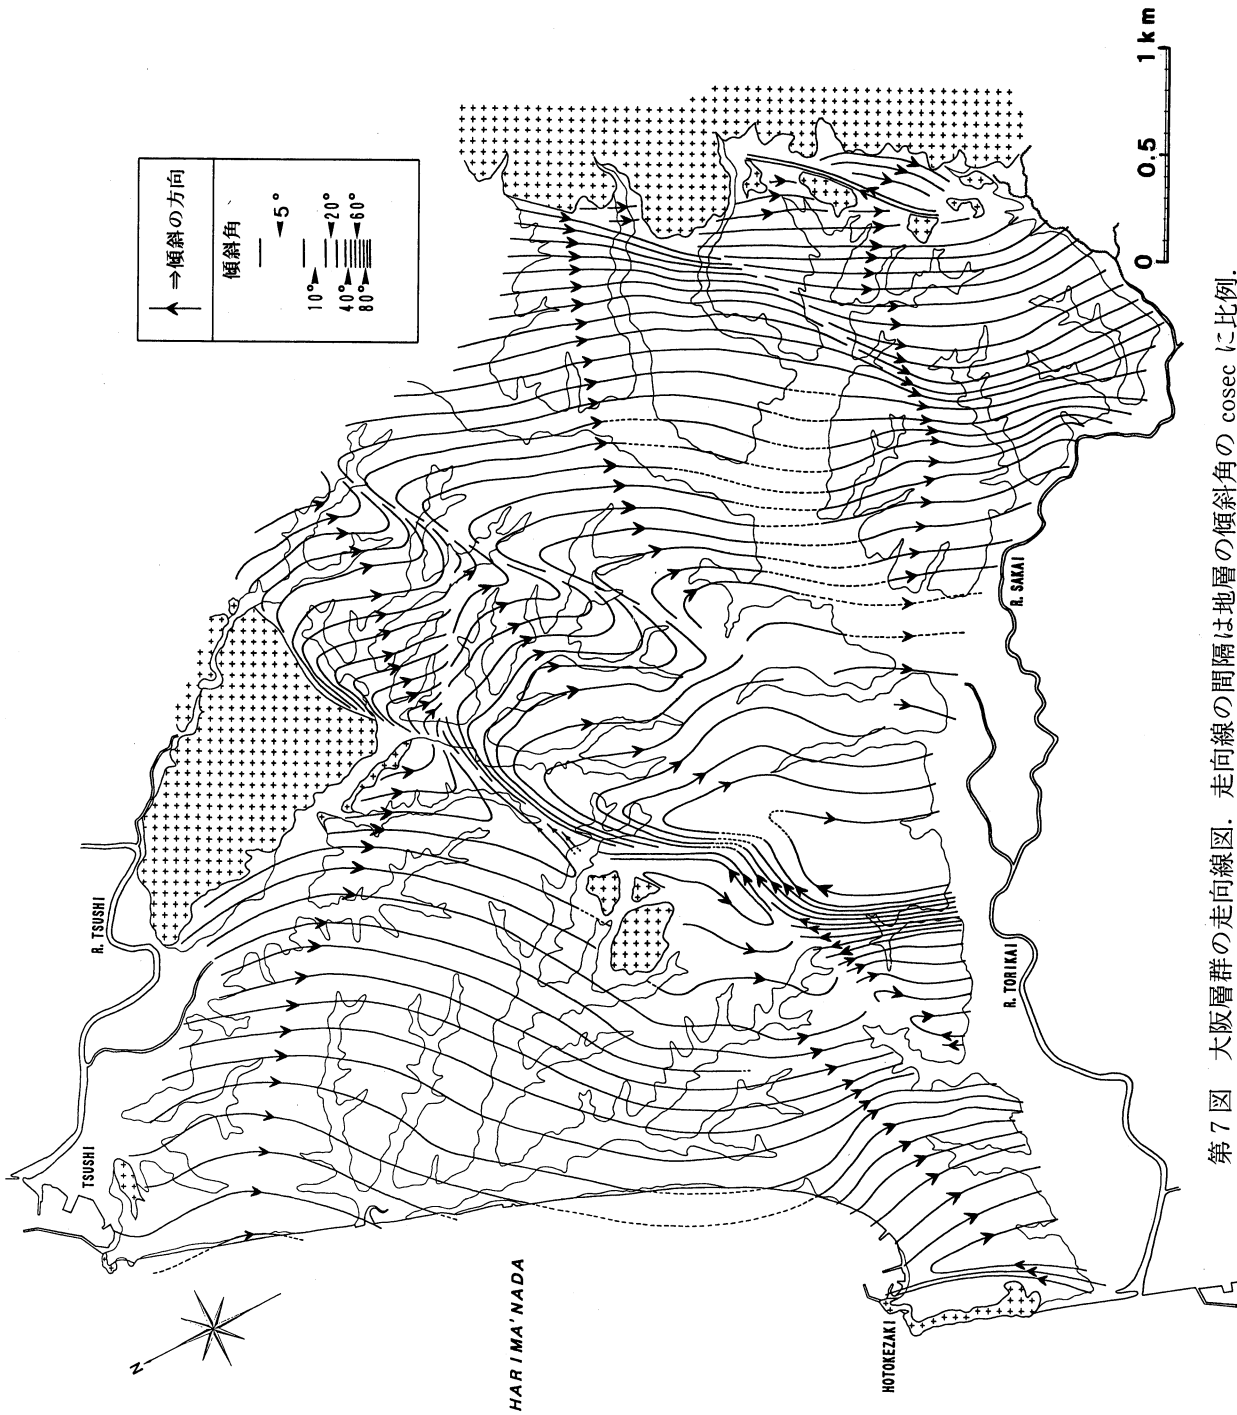 ⇒傾斜の方向
傾斜角
5°
10° 20°
40° 60°
80°
N
TSUSHI
R. TSUSHI
HARIMA'NADA
HOTOKEZAKI
R. TORIKAI
R. SAKAI
0 0.5 1km
第7図 大阪層群の走向線図. 走向線の間隔は地層の傾斜角の cosec に比例.